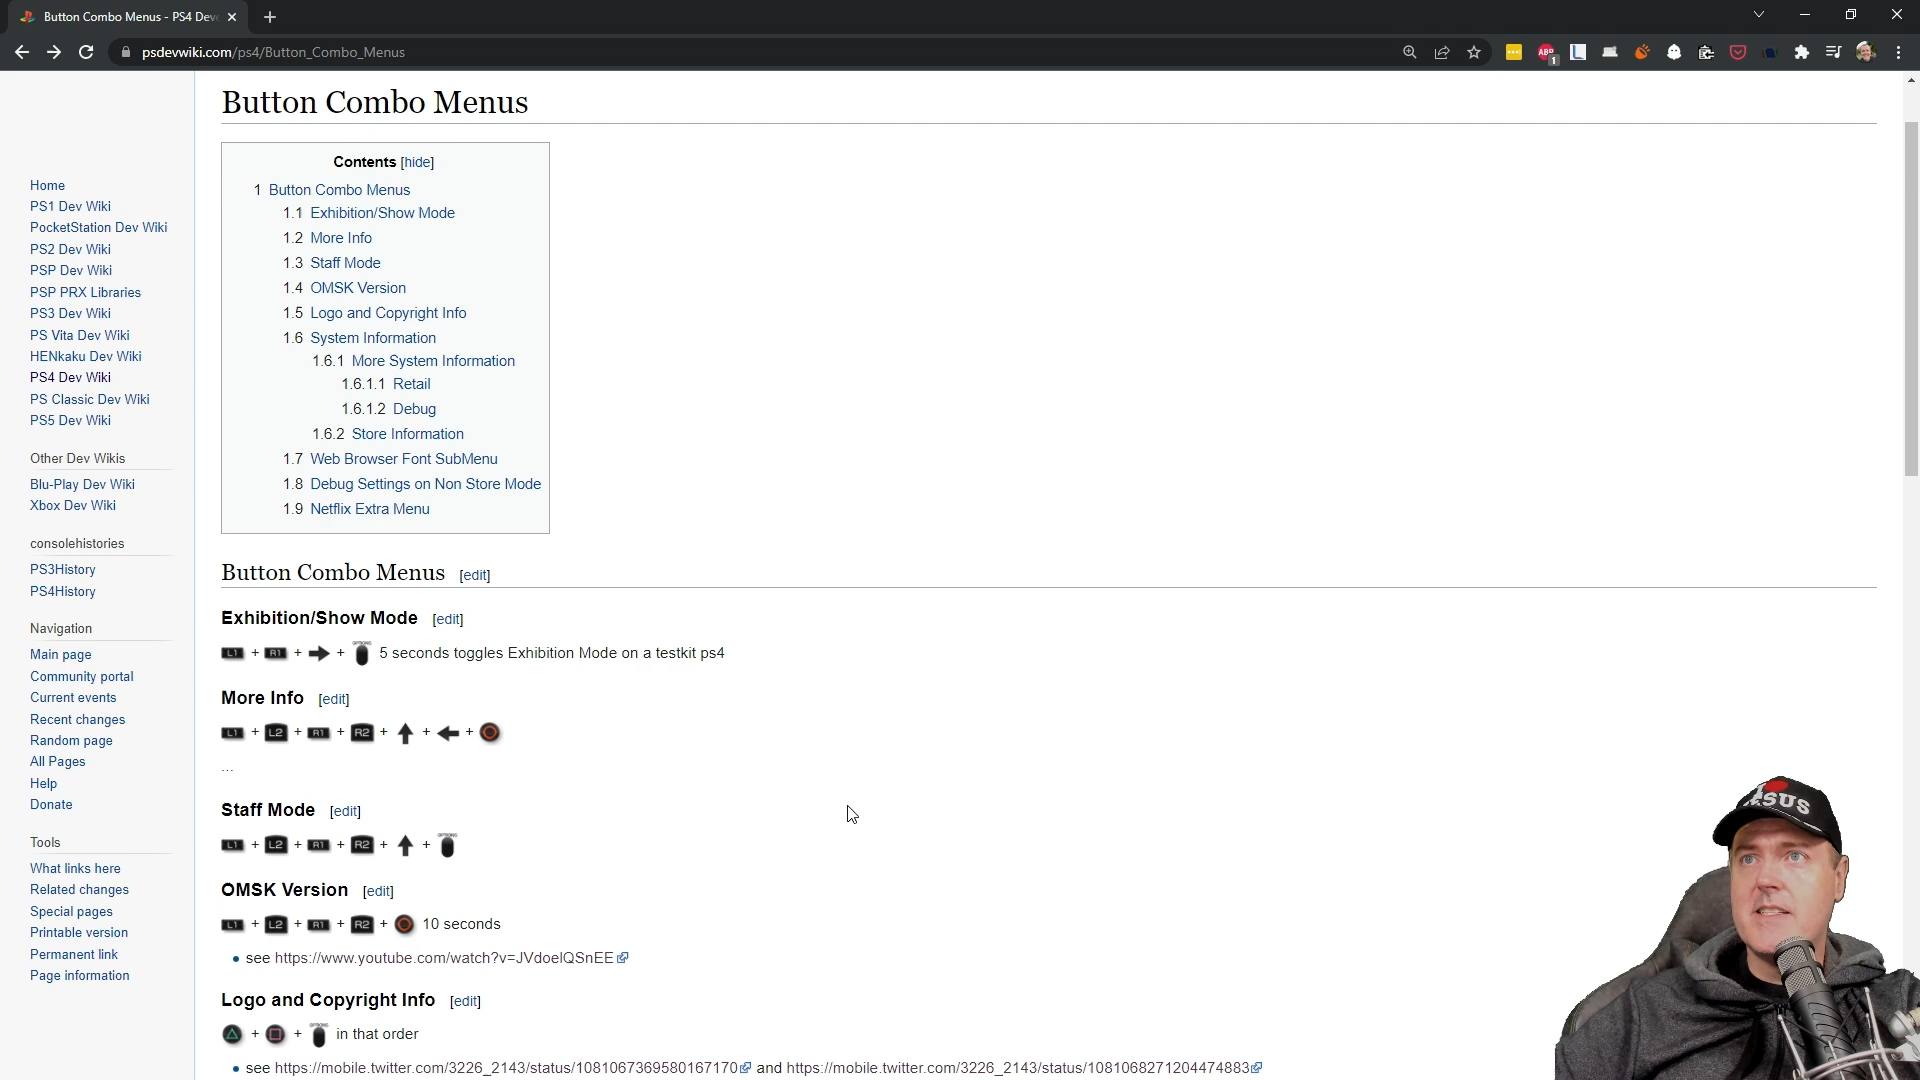 Button Combo Menus - PS4 Dev
psdevwiki.com/ps4/Button_Combo_Menus
ABP
1
L
Button Combo Menus
Contents [hide]
1 Button Combo Menus
1.1 Exhibition/Show Mode
1.2 More Info
1.3 Staff Mode
1.4 OMSK Version
1.5 Logo and Copyright Info
1.6 System Information
1.6.1 More System Information
1.6.1.1 Retail
1.6.1.2 Debug
1.6.2 Store Information
1.7 Web Browser Font SubMenu
1.8 Debug Settings on Non Store Mode
1.9 Netflix Extra Menu
Home
PS1 Dev Wiki
PocketStation Dev Wiki
PS2 Dev Wiki
PSP Dev Wiki
PSP PRX Libraries
PS3 Dev Wiki
PS Vita Dev Wiki
HENkaku Dev Wiki
PS4 Dev Wiki
PS Classic Dev Wiki
PS5 Dev Wiki
Other Dev Wikis
Blu-Play Dev Wiki
Xbox Dev Wiki
consolehistories
PS3History
PS4History
Navigation
Main page
Community portal
Current events
Recent changes
Random page
All Pages
Help
Donate
Tools
What links here
Related changes
Special pages
Printable version
Permanent link
Page information
Button Combo Menus [edit]
Exhibition/Show Mode [edit]
L1 + R1 + + OPTIONS 5 seconds toggles Exhibition Mode on a testkit ps4
More Info [edit]
L1 + L2 + R1 + R2 + + +
...
Staff Mode [edit]
L1 + L2 + R1 + R2 + + OPTIONS
OMSK Version [edit]
L1 + L2 + R1 + R2 + 10 seconds
• see https://www.youtube.com/watch?v=JVdoelQSnEE
Logo and Copyright Info [edit]
+ + OPTIONS in that order
• see https://mobile.twitter.com/3226_2143/status/1081067369580167170 and https://mobile.twitter.com/3226_2143/status/1081068271204474883